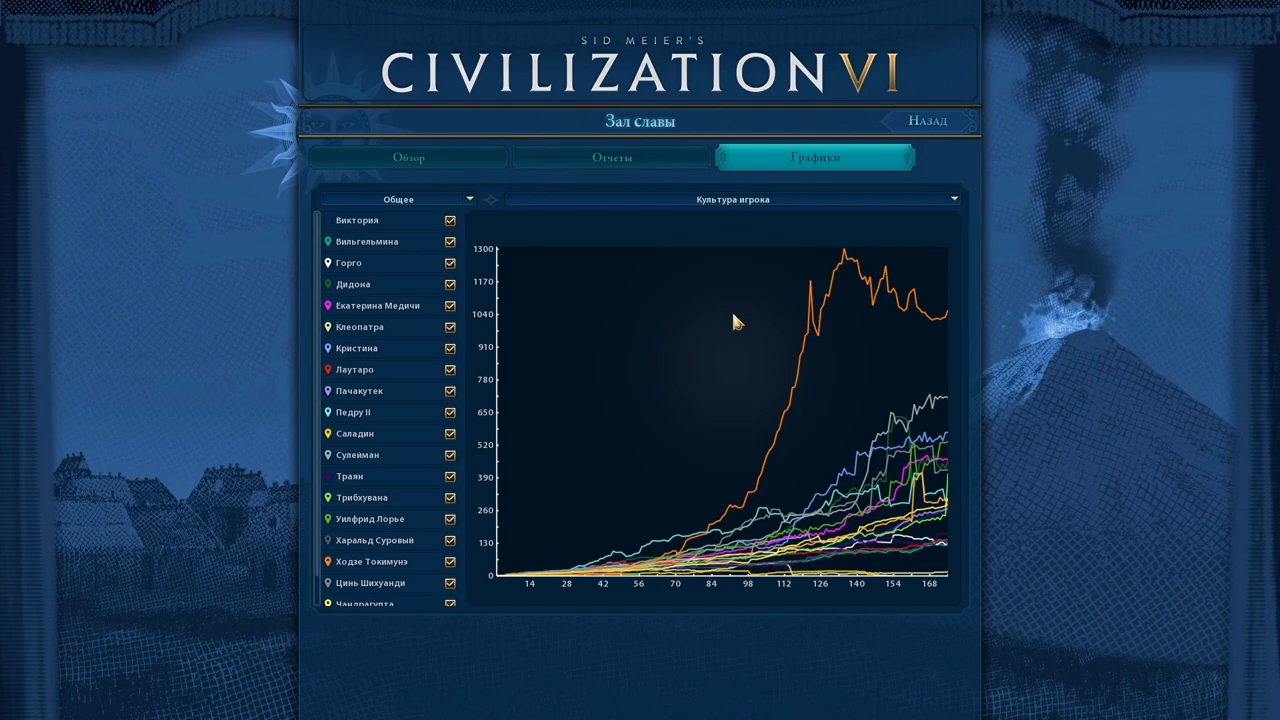 SID MEIER'S
CIVILIZATION VI
Зал славы
Назад
Обзор
Отчеты
Графики
Общее
Культура игрока
Виктория
Вильгельмина
Горго
Дидона
Екатерина Медичи
Клеопатра
Кристина
Лаутаро
Пачакутек
Педру II
Саладин
Сулейман
Траян
Трибхувана
Уилфрид Лорье
Харальд Суровый
Ходзе Токимунэ
Цинь Шихуанди
Чандрагупта
1300
1170
1040
910
780
650
520
390
260
130
0
14 28 42 56 70 84 98 112 126 140 154 168